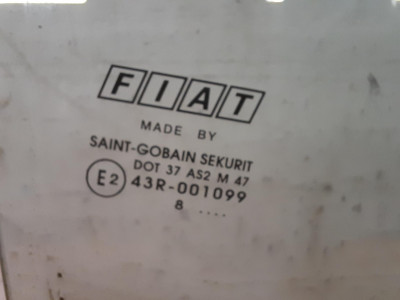 FIAT
MADE BY
SAINT-GOBAIN SEKURIT
DOT 37 AS2 M 47
E2 43R-001099
8 ....